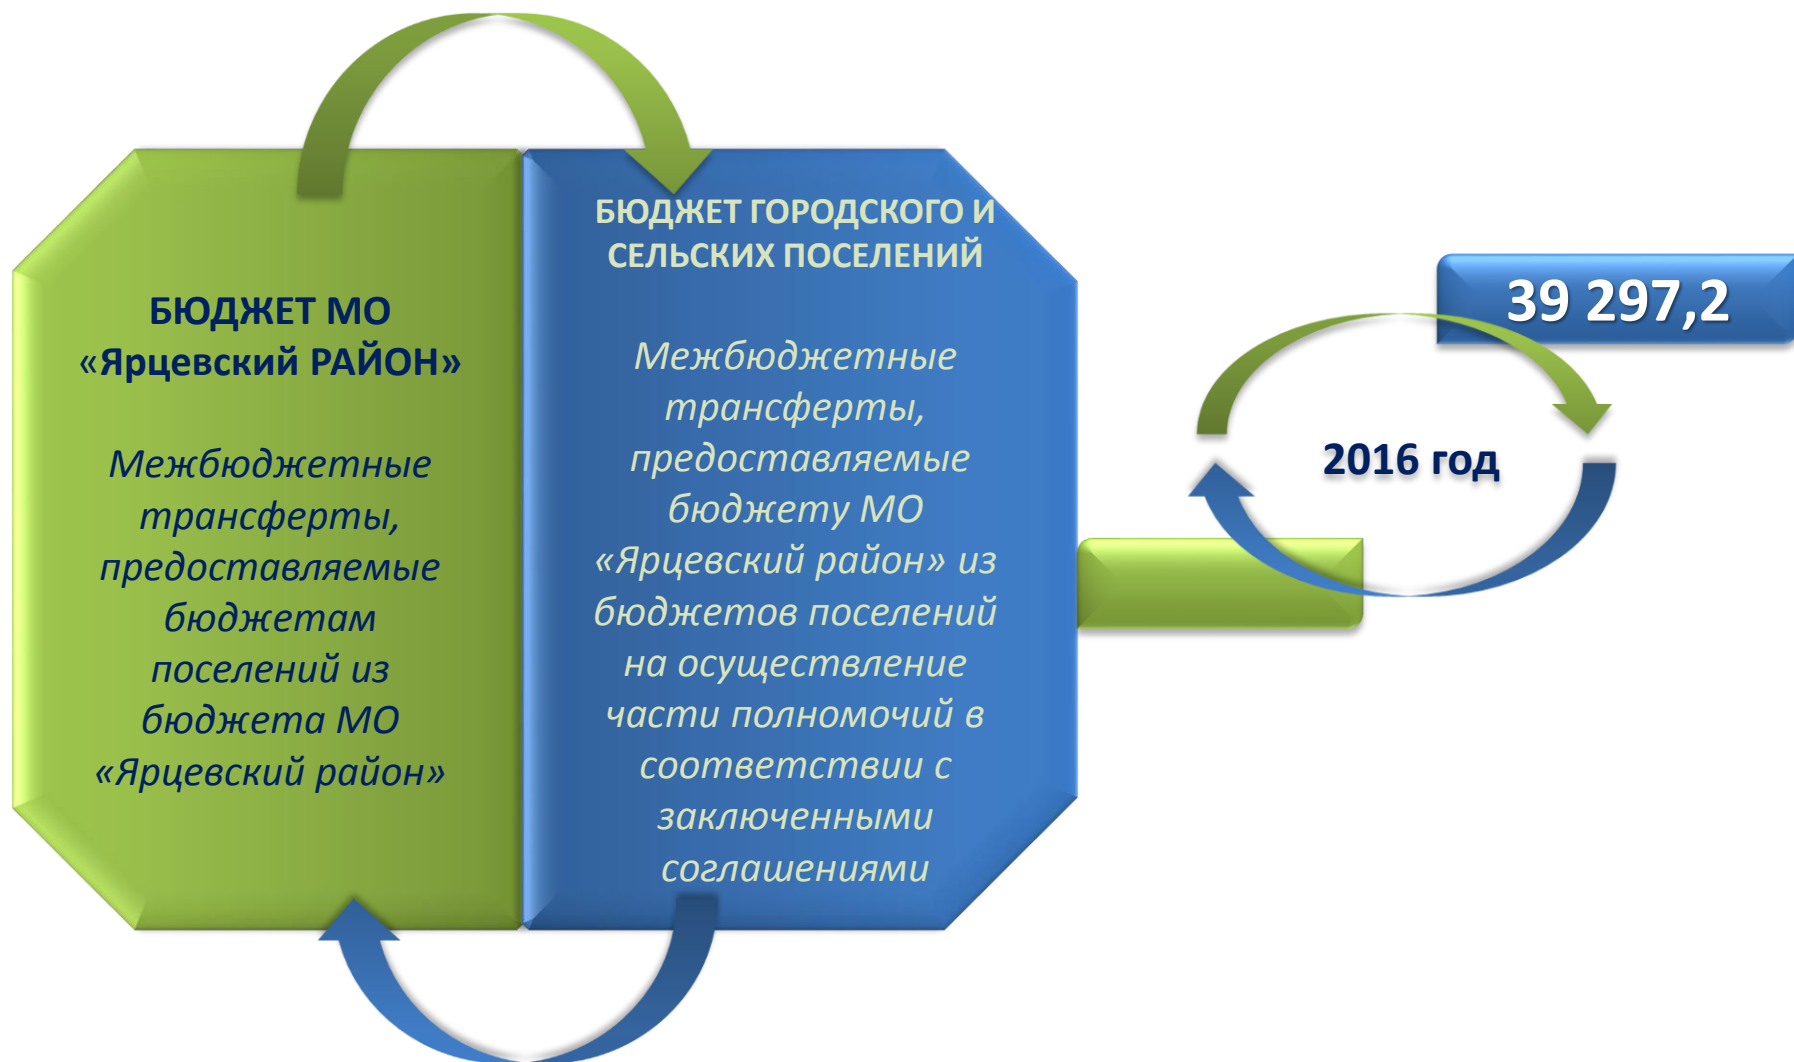 БЮДЖЕТ МО
«Ярцевский РАЙОН»
Межбюджетные
трансферты,
предоставляемые
бюджетам
поселений из
бюджета МО
«Ярцевский район»
БЮДЖЕТ ГОРОДСКОГО И
СЕЛЬСКИХ ПОСЕЛЕНИЙ
Межбюджетные
трансферты,
предоставляемые
бюджету МО
«Ярцевский район» из
бюджетов поселений
на осуществление
части полномочий в
соответствии с
заключенными
соглашениями
39 297,2
2016 год